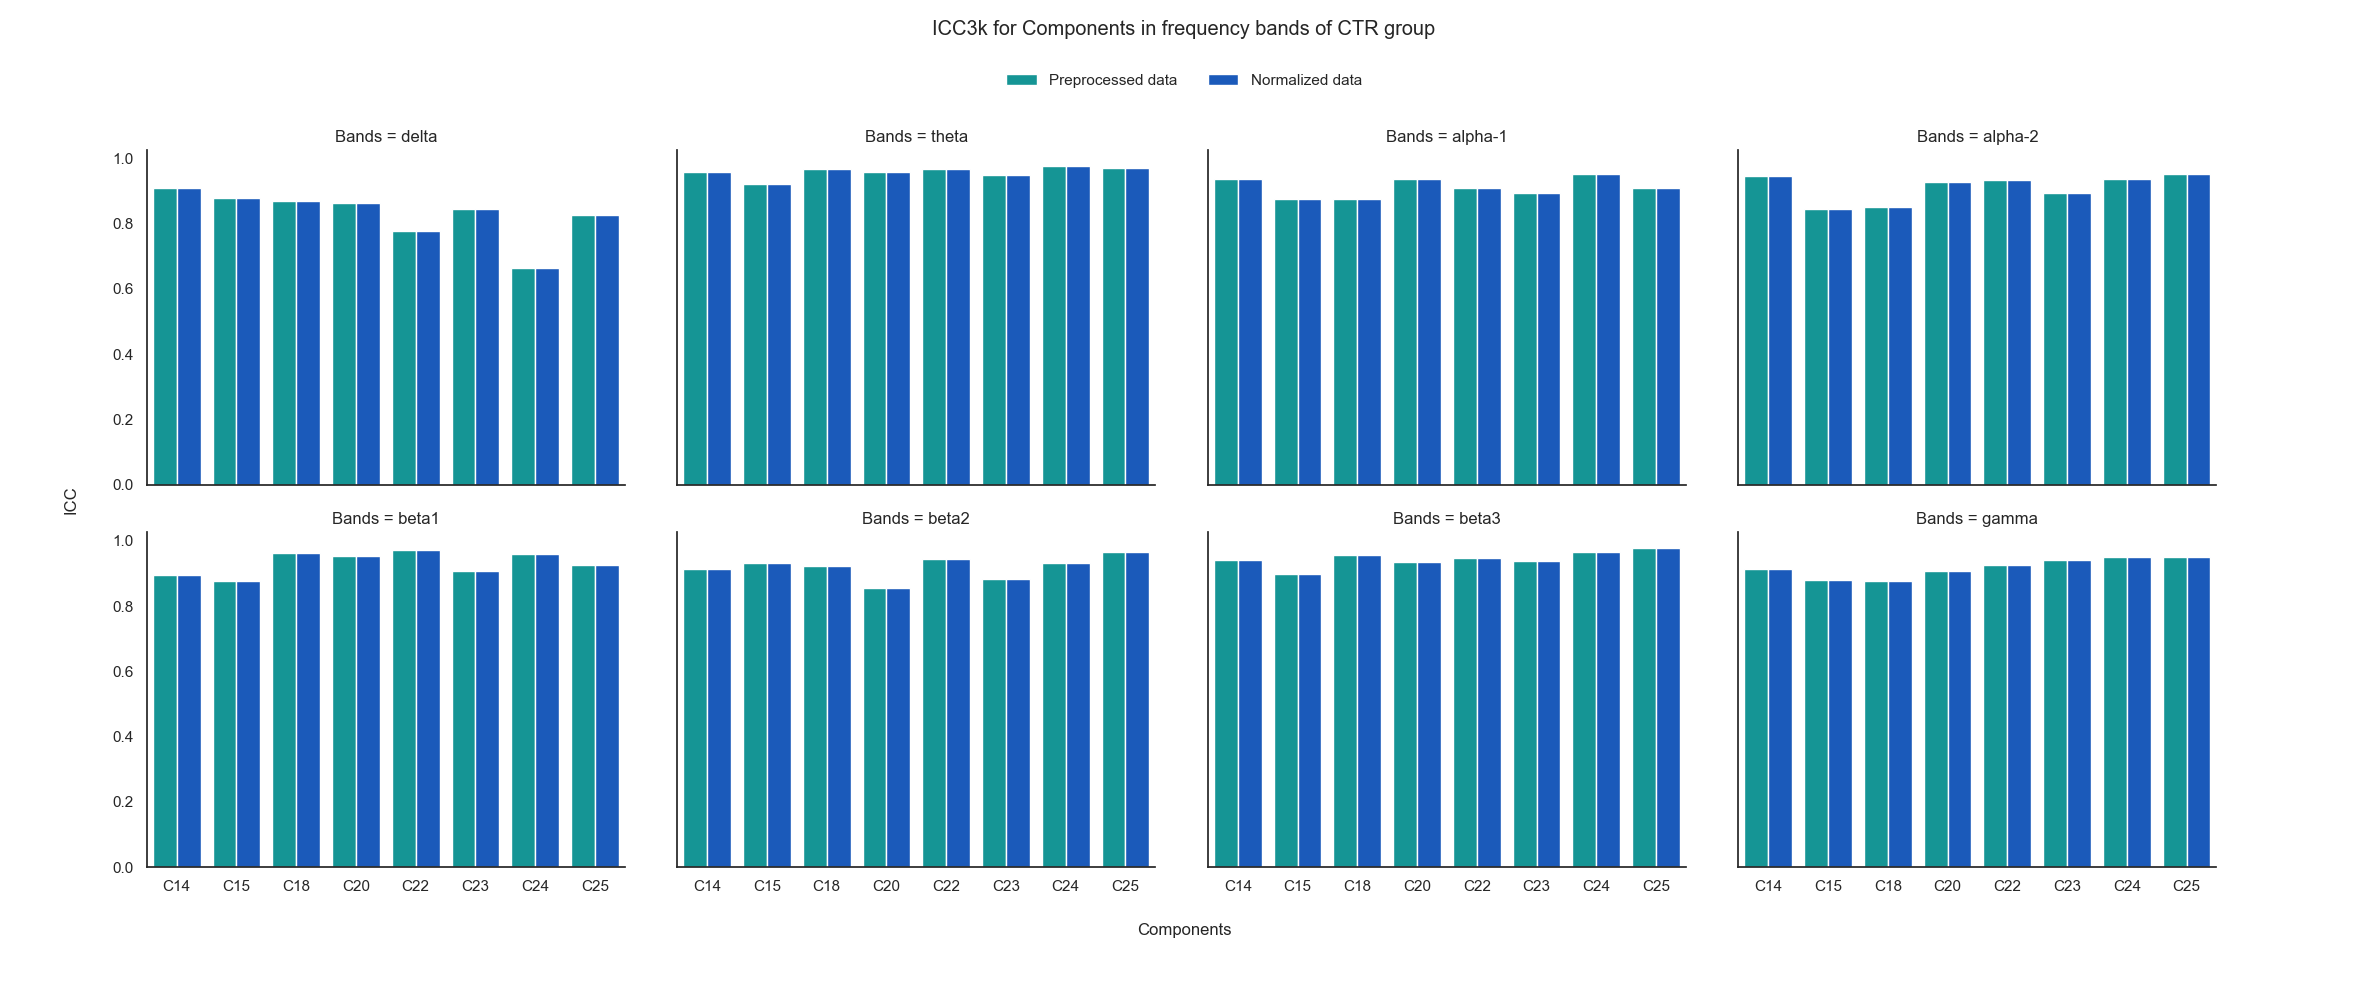 ICC3k for Components in frequency bands of CTR group
Preprocessed data Normalized data
Bands = delta Bands = theta Bands = alpha-1 Bands = alpha-2
1.0
0.8
0.6
0.4
0.2
0.0
ICC
Bands = beta1 Bands = beta2 Bands = beta3 Bands = gamma
1.0
0.8
0.6
0.4
0.2
0.0
C14 C15 C18 C20 C22 C23 C24 C25 C14 C15 C18 C20 C22 C23 C24 C25 C14 C15 C18 C20 C22 C23 C24 C25 C14 C15 C18 C20 C22 C23 C24 C25
Components